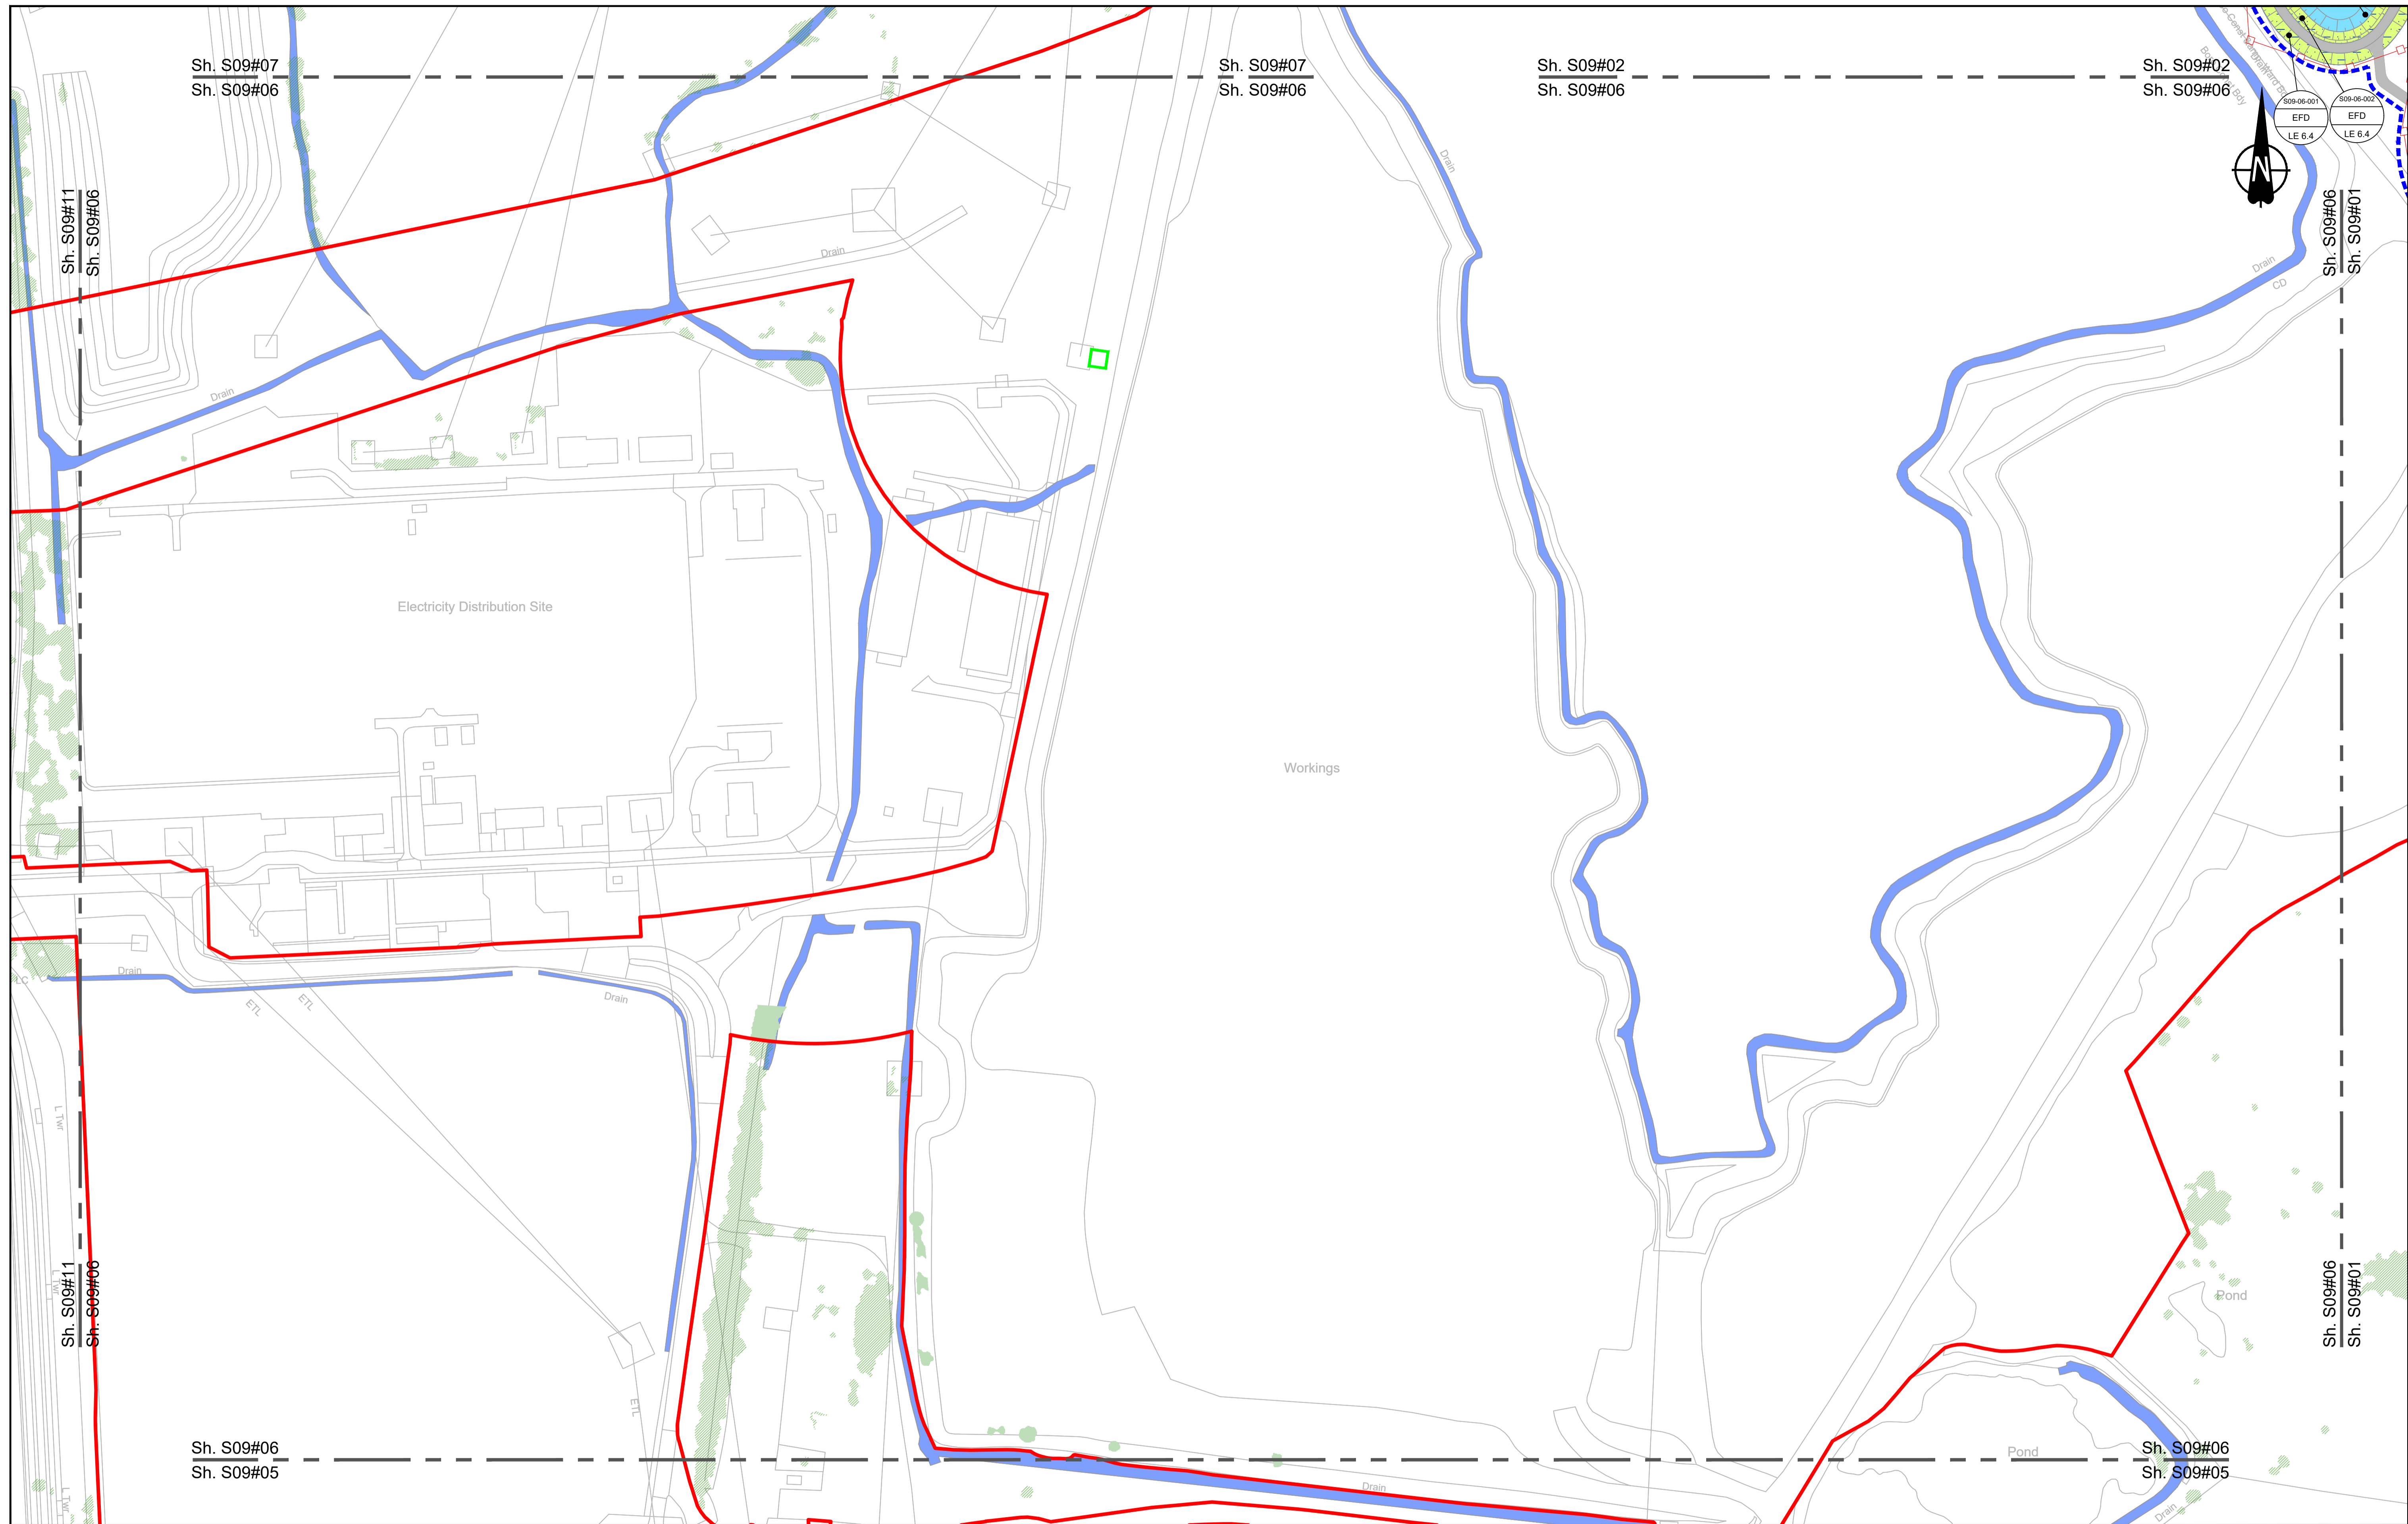 Sh. S09#07
Sh. S09#06
Sh. S09#07
Sh. S09#06
Sh. S09#02
Sh. S09#06
Sh. S09#02
Sh. S09#06
S09-06-001
EFD
LE 6.4
S09-06-002
EFD
LE 6.4
N
Sh. S09#11
Sh. S09#06
Sh. S09#06
Sh. S09#01
Drain
Drain
Drain
CD
Drain
Electricity Distribution Site
Workings
Drain
LC
ETL
ETL
Drain
L Twr
L Twr
L Twr
ETL
Sh. S09#11
Sh. S09#06
Sh. S09#06
Sh. S09#01
Pond
Pond
Sh. S09#06
Sh. S09#05
Sh. S09#06
Sh. S09#05
Drain
Drain